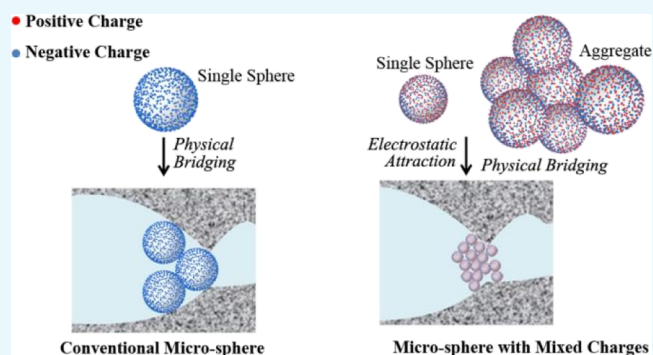 Positive Charge
Negative Charge
Single Sphere
Physical
Bridging
Conventional Micro-sphere
Single Sphere
Aggregate
Electrostatic
Attraction
Physical Bridging
Micro-sphere with Mixed Charges